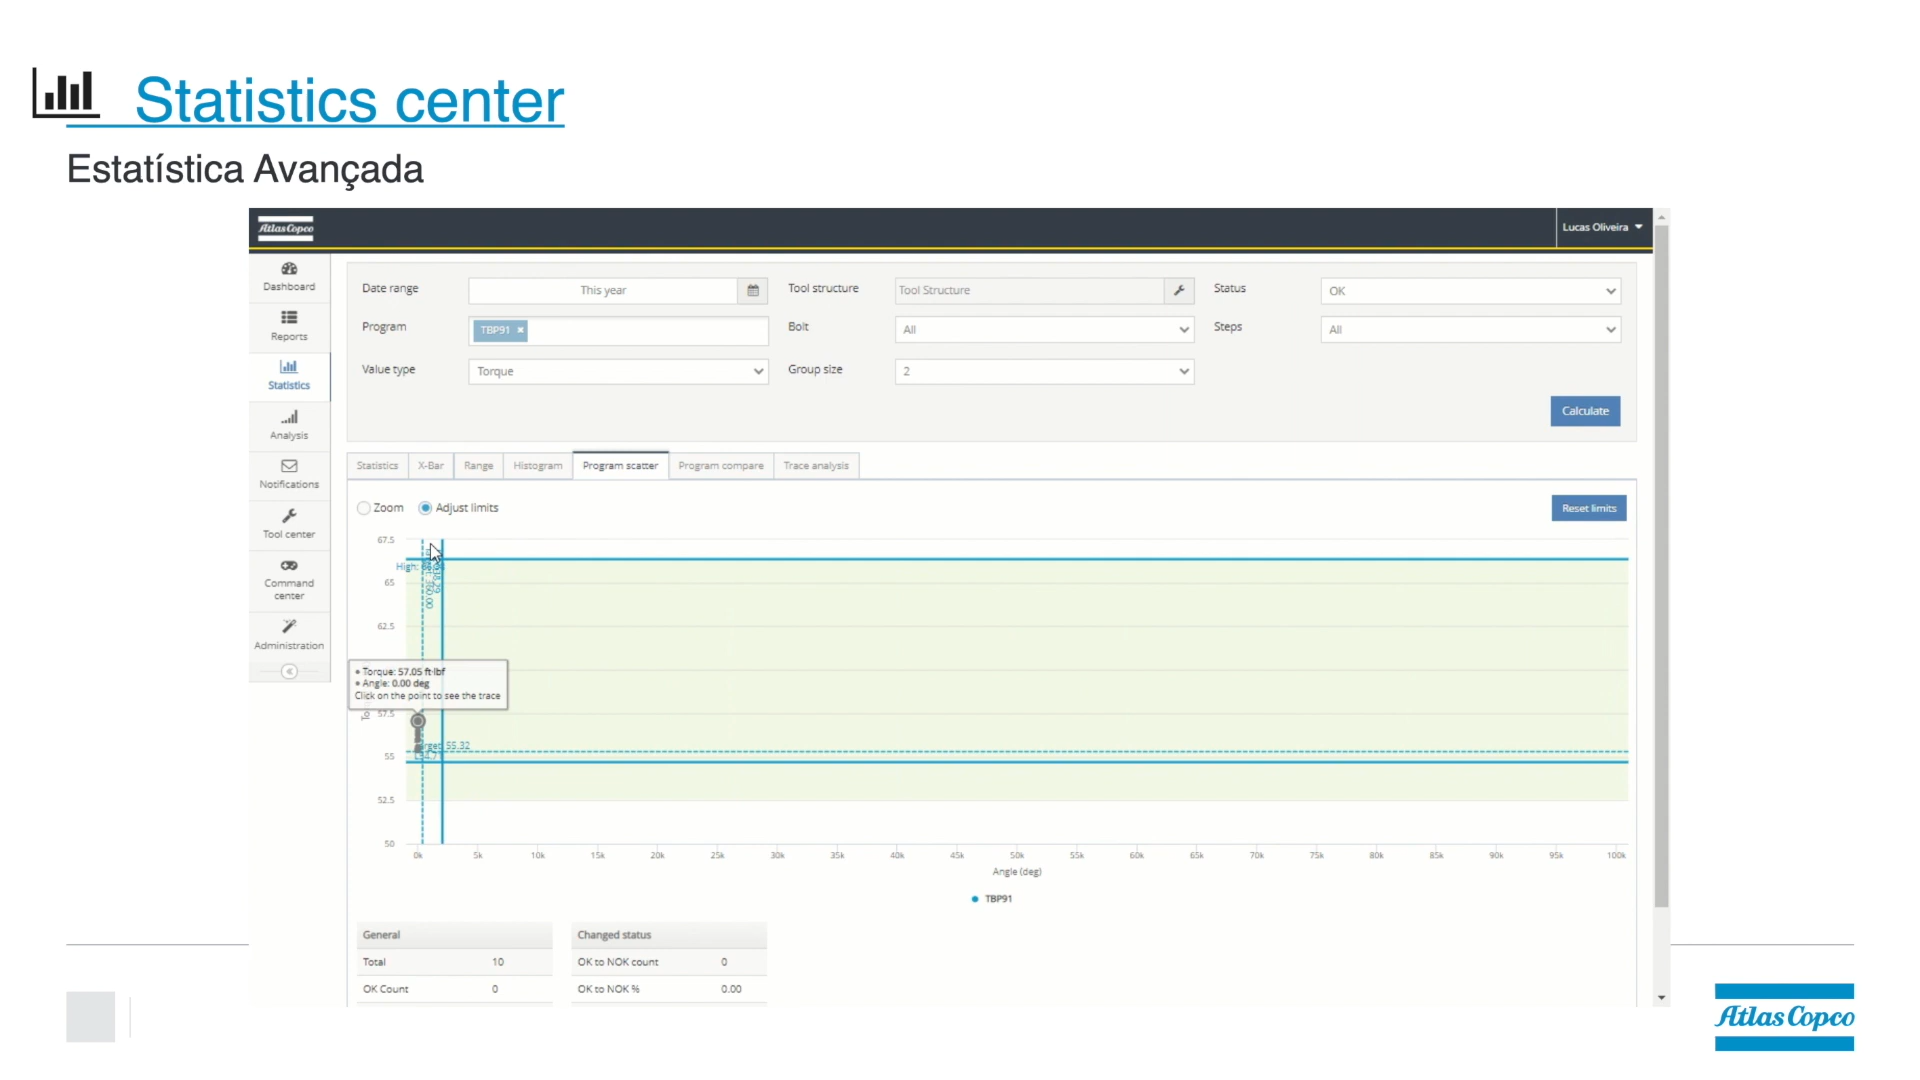 Statistics center
Estatística Avançada
Atlas Copco
Lucas Oliveira
Dashboard
Reports
Statistics
Analysis
Notifications
Tool center
Command
center
Administration
Date range
This year
Tool structure
Tool Structure
Status
OK
Program
TBP91 ×
Bolt
All
Steps
All
Value type
Torque
Group size
2
Calculate
Statistics
X-Bar
Range
Histogram
Program scatter
Program compare
Trace analysis
Zoom
Adjust limits
Reset limits
67.5
High:
65
62.5
• Torque: 57.05 ft·lbf
• Angle: 0.00 deg
Click on the point to see the trace
57.5
55.32
55
52.5
50
0k 5k 10k 15k 20k 25k 30k 35k 40k 45k 50k 55k 60k 65k 70k 75k 80k 85k 90k 95k 100k
Angle (deg)
TBP91
General
Total 10
OK Count 0
Changed status
OK to NOK count 0
OK to NOK % 0.00
Atlas Copco